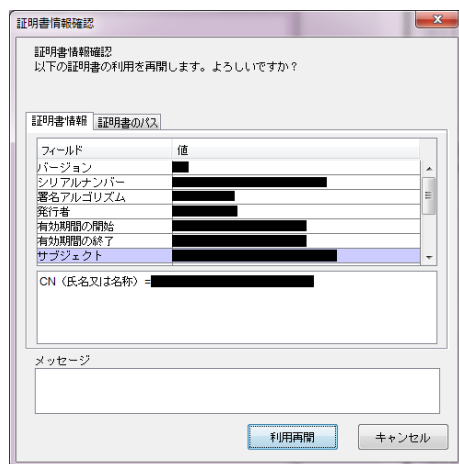 証明書情報確認
証明書情報確認
以下の証明書の利用を再開します。よろしいですか？
証明書情報 証明書のパス
フィールド 値
バージョン
シリアルナンバー
署名アルゴリズム
発行者
有効期間の開始
有効期間の終了
サブジェクト
CN（氏名又は名称）=
メッセージ
利用再開 キャンセル